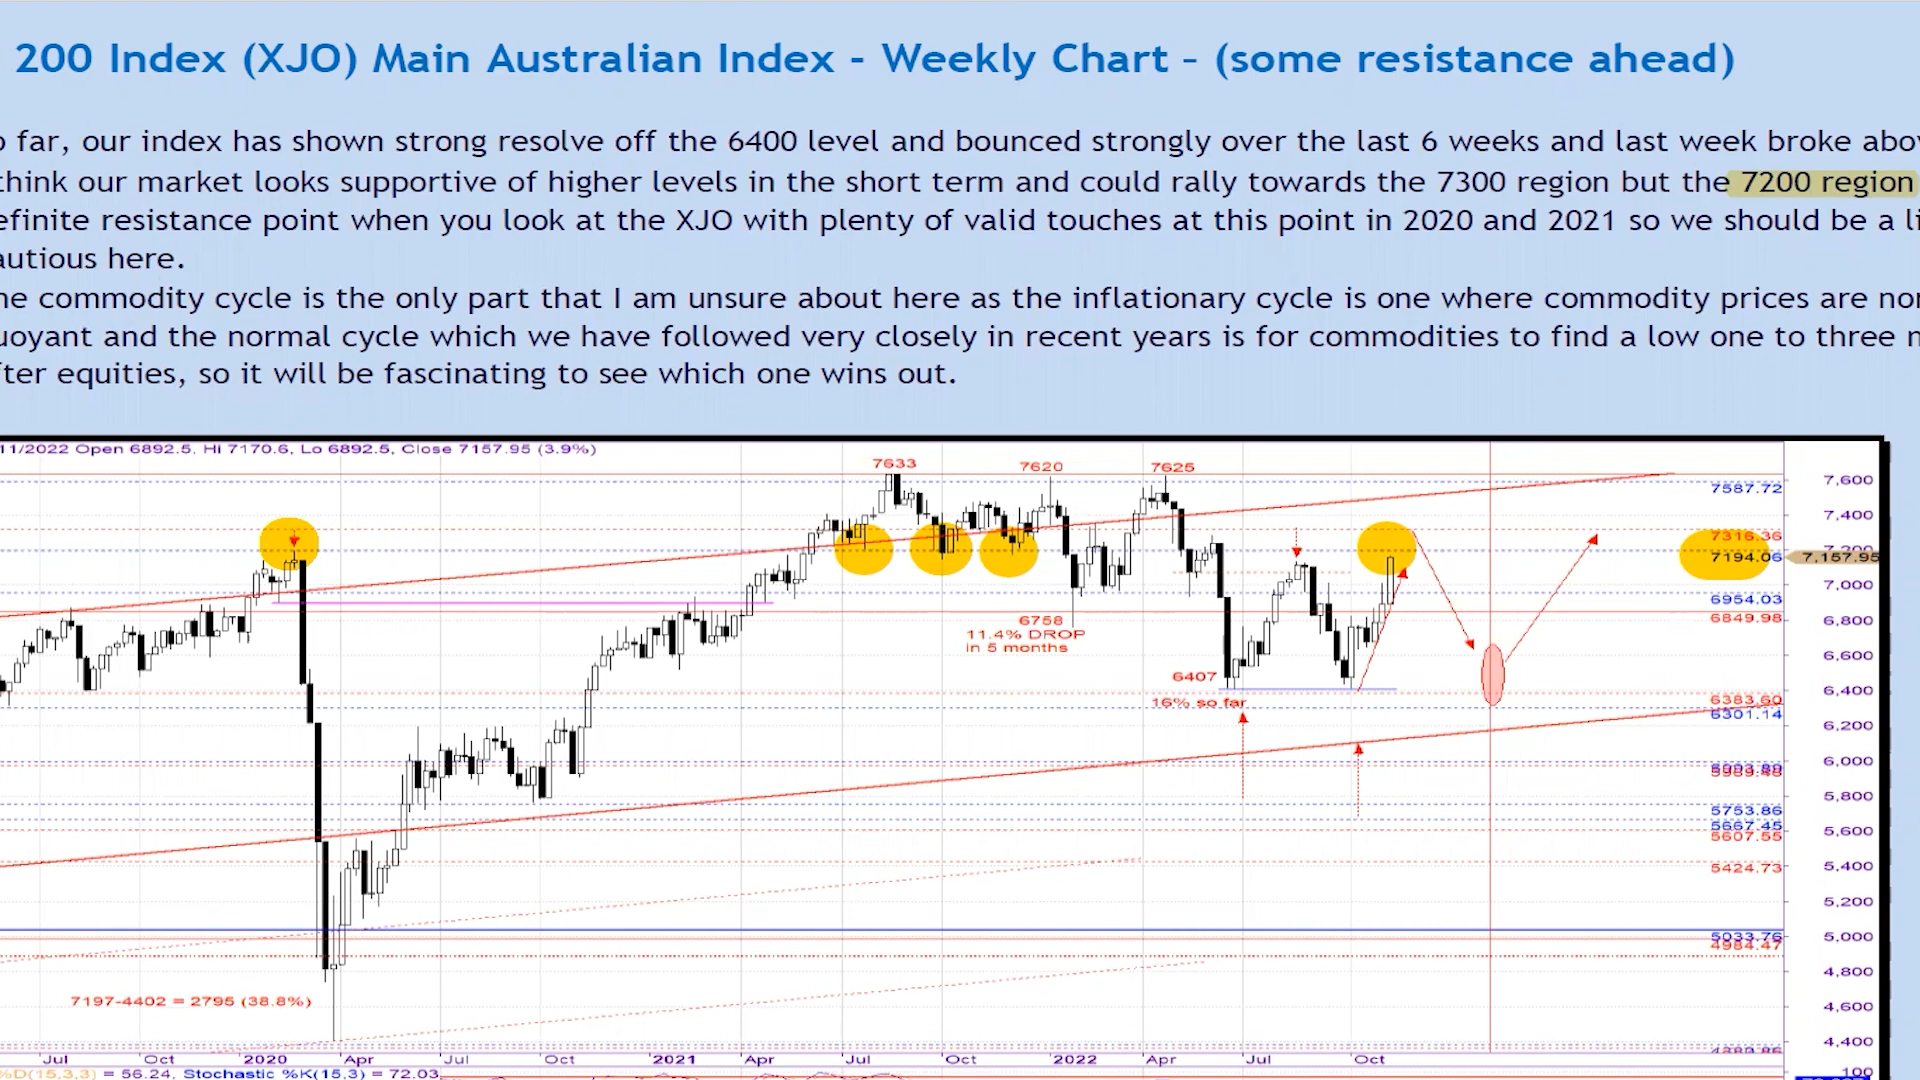 200 Index (XJO) Main Australian Index - Weekly Chart – (some resistance ahead)
far, our index has shown strong resolve off the 6400 level and bounced strongly over the last 6 weeks and last week broke abov
think our market looks supportive of higher levels in the short term and could rally towards the 7300 region but the 7200 region
efinite resistance point when you look at the XJO with plenty of valid touches at this point in 2020 and 2021 so we should be a li
autious here.
he commodity cycle is the only part that I am unsure about here as the inflationary cycle is one where commodity prices are nor
uoyant and the normal cycle which we have followed very closely in recent years is for commodities to find a low one to three m
fter equities, so it will be fascinating to see which one wins out.
11/2022 Open 6892.5, Hi 7170.6, Lo 6892.5, Close 7157.95 (3.9%)
7633
7620
7625
7,600
7587.72
7,400
7316.36
7,200
7194.06
7,157.95
7,000
6954.03
6849.98
6,800
6758
11.4% DROP
in 5 months
6,600
6407
6,400
16% so far
6383.60
6301.14
6,200
6,000
5,800
5753.86
5667.45
5,600
5607.55
5,400
5424.73
5,200
5033.76
5,000
4984.47
4,800
7197-4402 = 2795 (38.8%)
4,600
4,400
Jul Oct 2020 Apr Jul Oct 2021 Apr Jul Oct 2022 Apr Jul Oct
%D(15,3,3) = 56.24, Stochastic %K(15,3) = 72.03
100